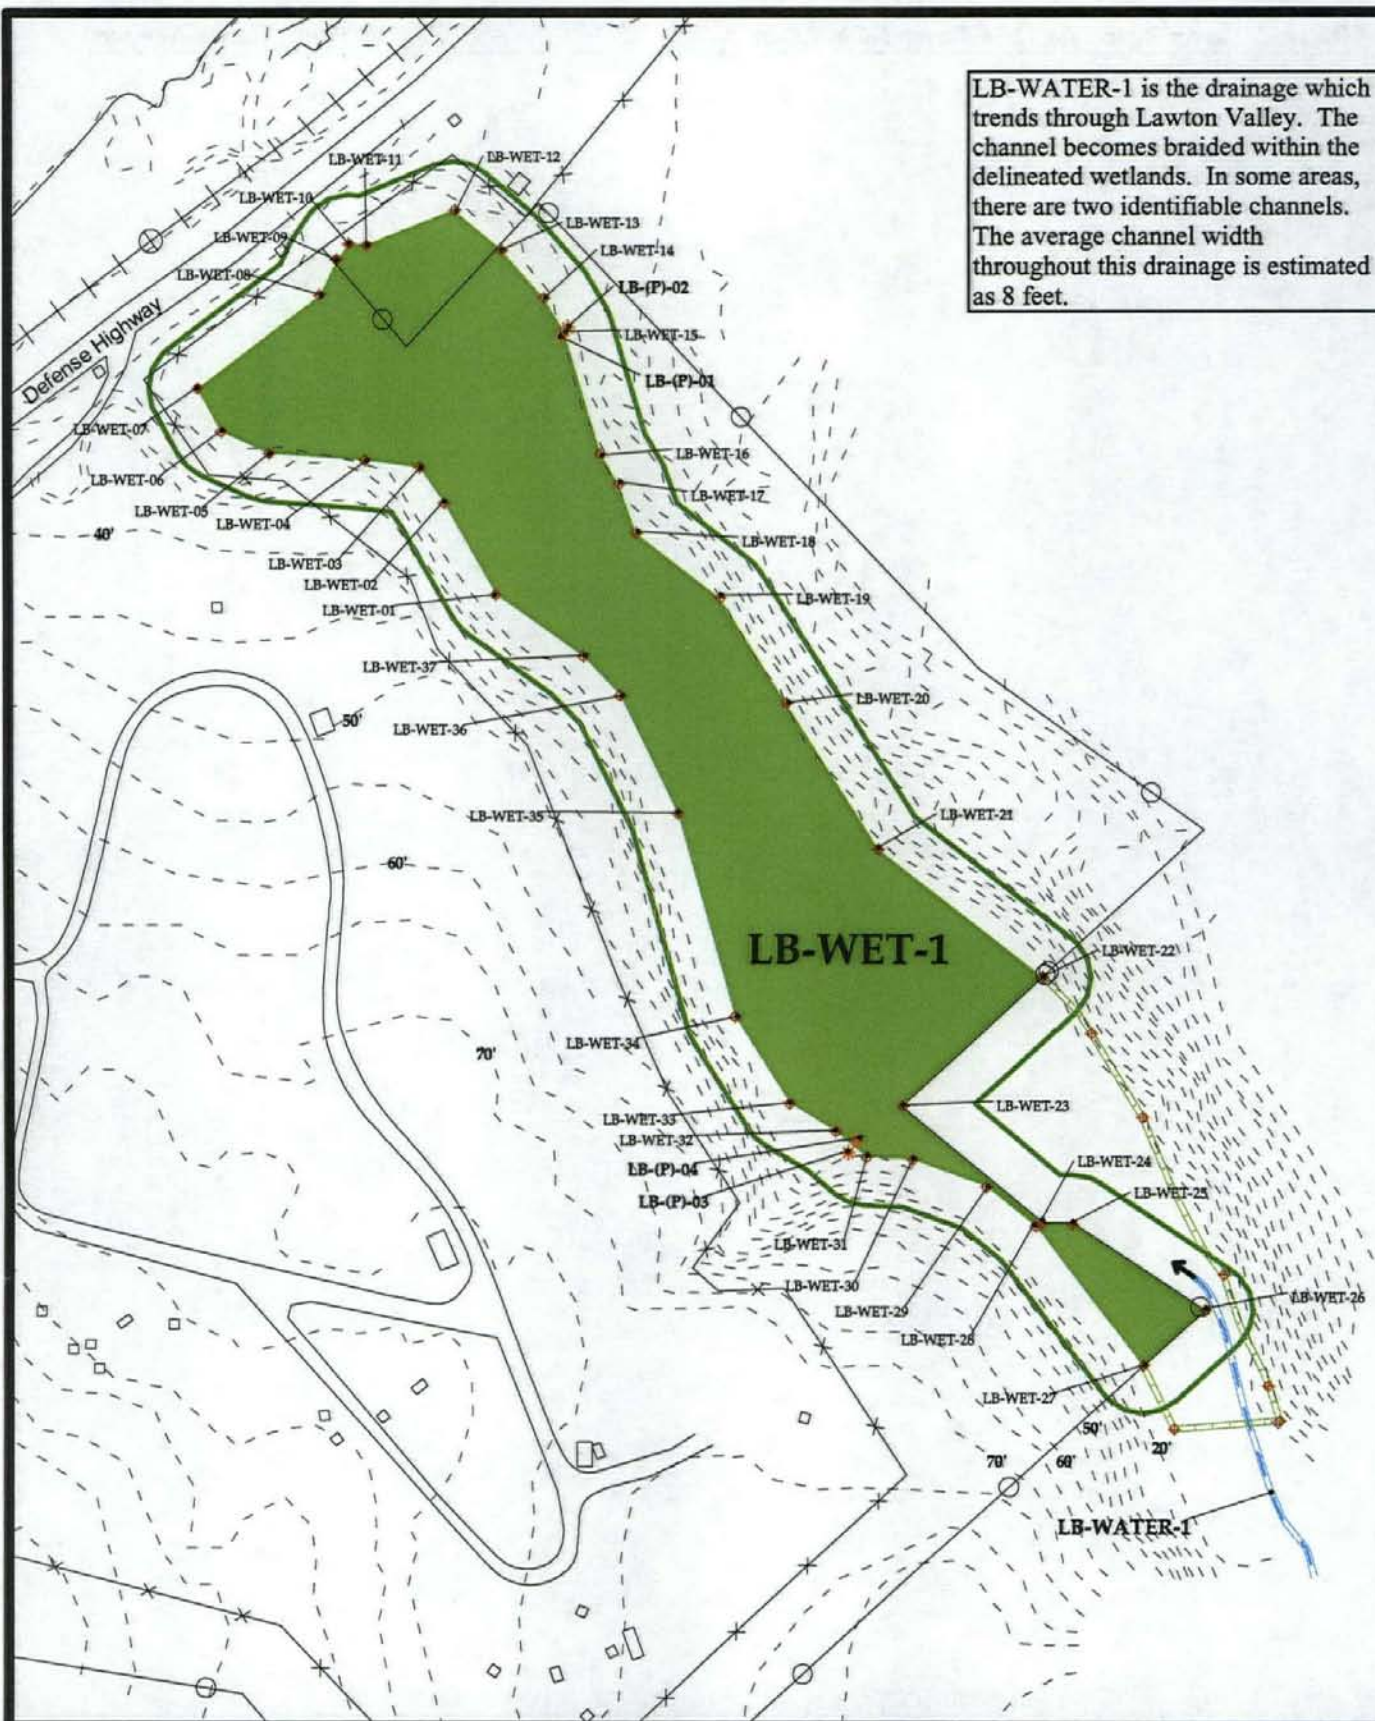 LB-WATER-1 is the drainage which
trends through Lawton Valley. The
channel becomes braided within the
delineated wetlands. In some areas,
there are two identifiable channels.
The average channel width
throughout this drainage is estimated
as 8 feet.
LB-WET-11
LB-WET-12
LB-WET-10
LB-WET-13
LB-WET-09
LB-WET-14
LB-WET-08
LB-(P)-02
LB-WET-15
Defense Highway
LB-(P)-01
LB-WET-07
LB-WET-16
LB-WET-06
LB-WET-17
LB-WET-05
LB-WET-04
40'
LB-WET-18
LB-WET-03
LB-WET-02
LB-WET-01
LB-WET-19
LB-WET-37
LB-WET-20
50'
LB-WET-36
LB-WET-35
LB-WET-21
60'
LB-WET-1
LB-WET-22
LB-WET-34
70'
LB-WET-33
LB-WET-23
LB-WET-32
LB-(P)-04
LB-WET-24
LB-(P)-03
LB-WET-25
LB-WET-31
LB-WET-30
LB-WET-26
LB-WET-29
LB-WET-28
LB-WET-27
50'
20'
70'
60'
LB-WATER-1